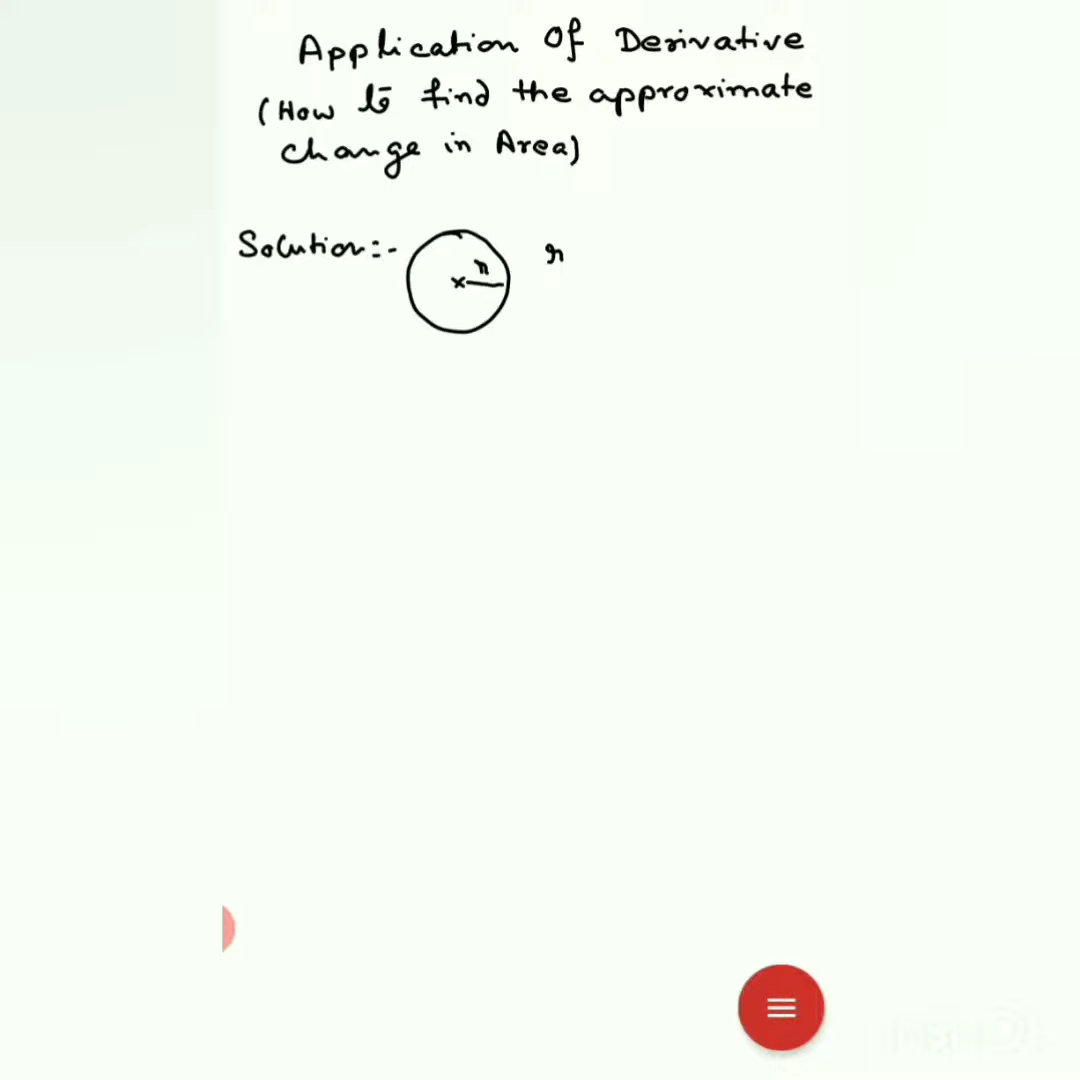 Application Of Derivative
(How to find the approximate
change in Area)
Solution:-
r
r